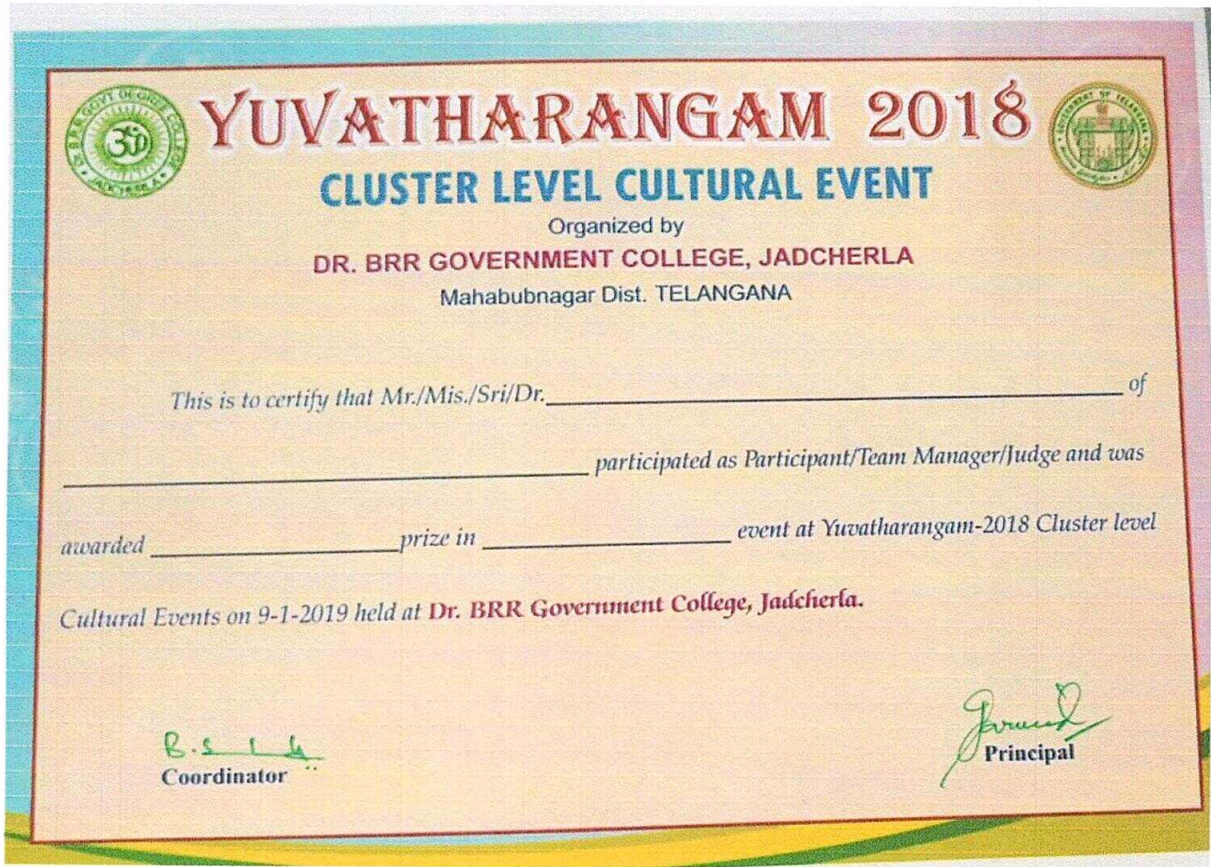 YUVATHARANGAM 2018
CLUSTER LEVEL CULTURAL EVENT
Organized by
DR. BRR GOVERNMENT COLLEGE, JADCHERLA
Mahabubnagar Dist. TELANGANA
This is to certify that Mr./Mis./Sri/Dr. of
participated as Participant/Team Manager/Judge and was
awarded prize in event at Yuvatharangam-2018 Cluster level
Cultural Events on 9-1-2019 held at Dr. BRR Government College, Jadcherla.
Coordinator
Principal